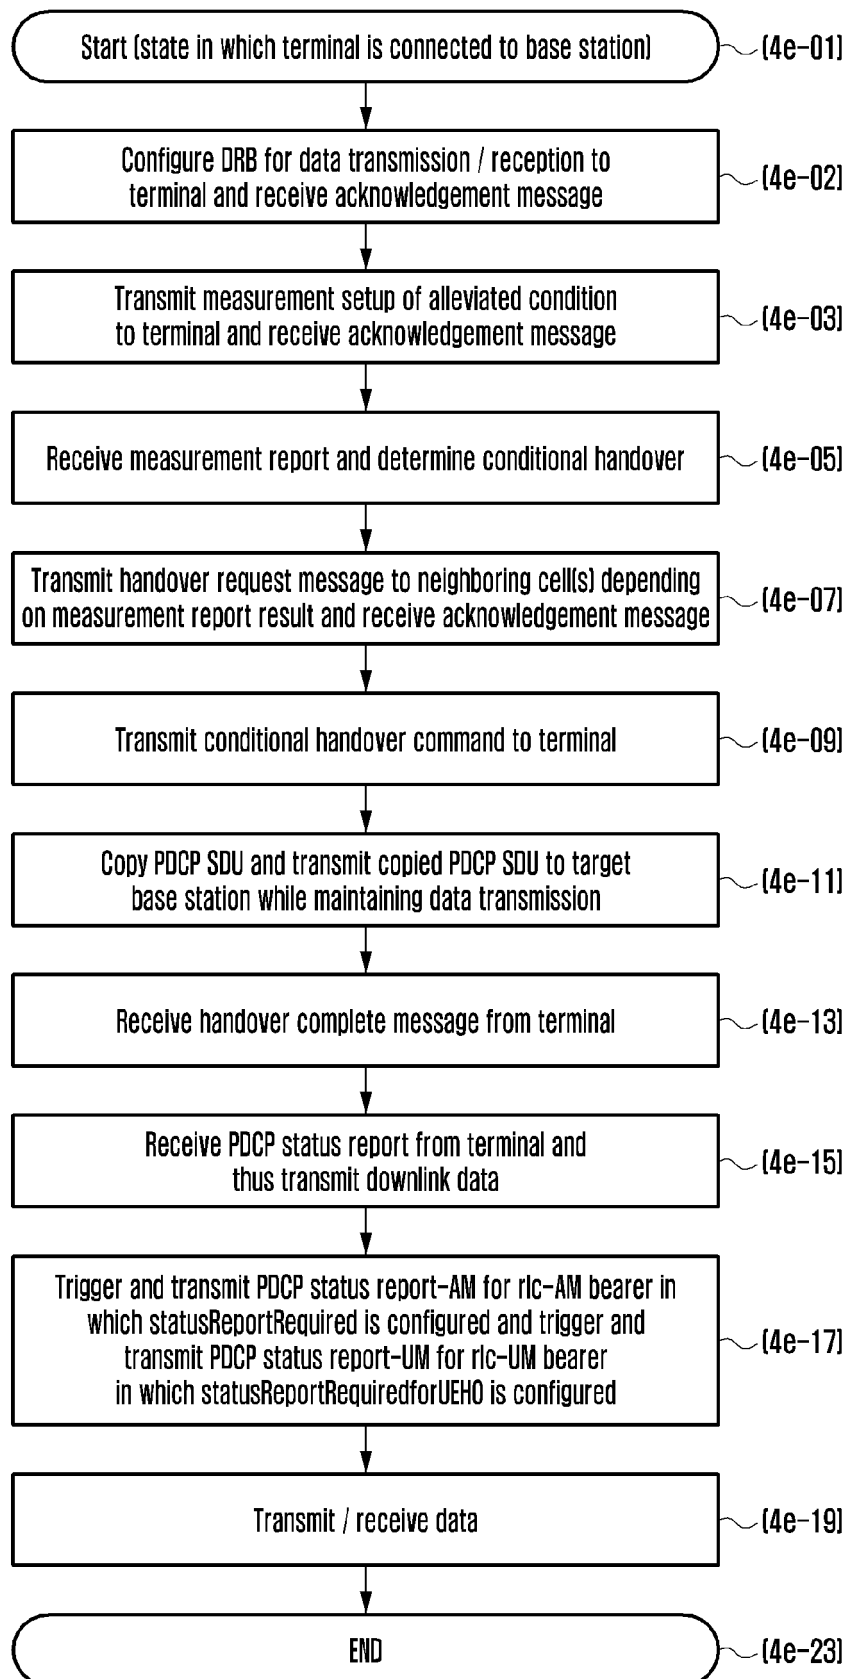 Start (state in which terminal is connected to base station)
(4e-01)
Configure DRB for data transmission / reception to
terminal and receive acknowledgement message
(4e-02)
Transmit measurement setup of alleviated condition
to terminal and receive acknowledgement message
(4e-03)
Receive measurement report and determine conditional handover
(4e-05)
Transmit handover request message to neighboring cell(s) depending
on measurement report result and receive acknowledgement message
(4e-07)
Transmit conditional handover command to terminal
(4e-09)
Copy PDCP SDU and transmit copied PDCP SDU to target
base station while maintaining data transmission
(4e-11)
Receive handover complete message from terminal
(4e-13)
Receive PDCP status report from terminal and
thus transmit downlink data
(4e-15)
Trigger and transmit PDCP status report-AM for rlc-AM bearer in
which statusReportRequired is configured and trigger and
transmit PDCP status report-UM for rlc-UM bearer
in which statusReportRequiredforUEHO is configured
(4e-17)
Transmit / receive data
(4e-19)
END
(4e-23)